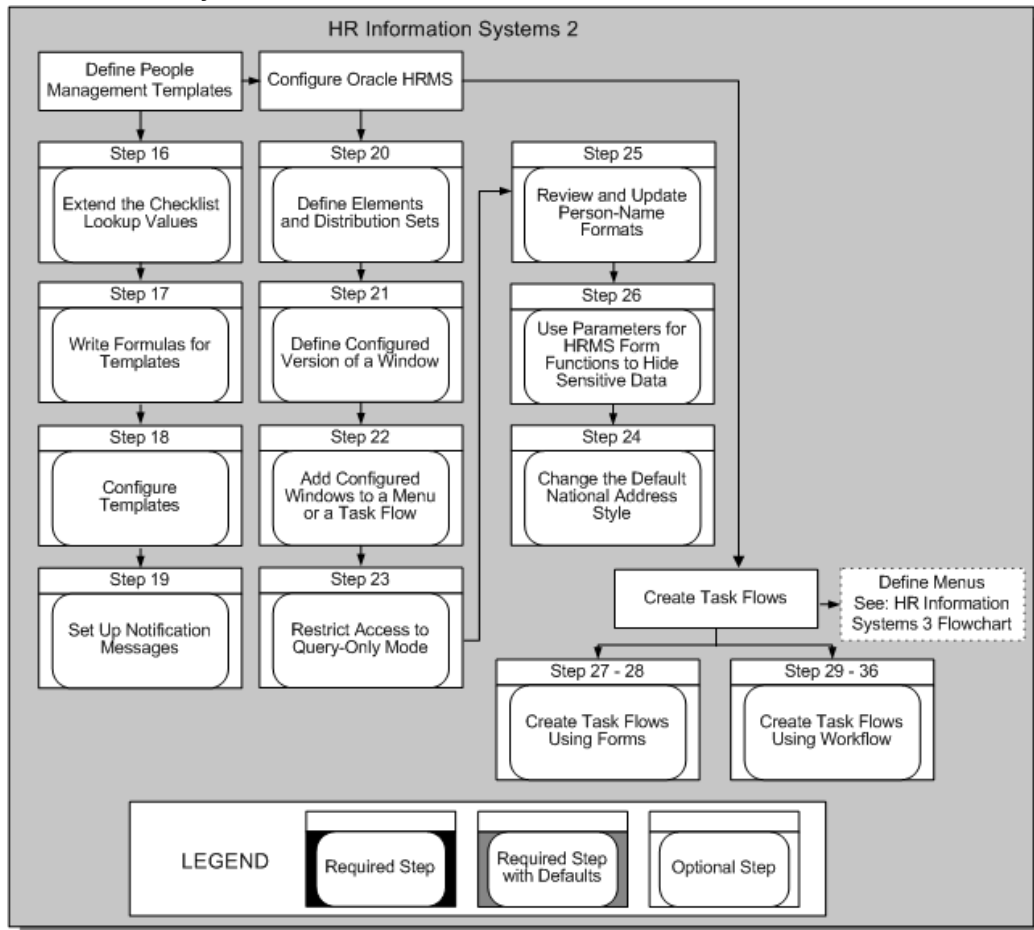 HR Information Systems 2
Define People
Management Templates
Configure Oracle HRMS
Step 16
Extend the Checklist
Lookup Values
Step 17
Write Formulas for
Templates
Step 18
Configure
Templates
Step 19
Set Up Notification
Messages
Step 20
Define Elements
and Distribution Sets
Step 21
Define Configured
Version of a Window
Step 22
Add Configured
Windows to a Menu
or a Task Flow
Step 23
Restrict Access to
Query-Only Mode
Step 25
Review and Update
Person-Name
Formats
Step 26
Use Parameters for
HRMS Form
Functions to Hide
Sensitive Data
Step 24
Change the Default
National Address
Style
Create Task Flows
Define Menus
See: HR Information
Systems 3 Flowchart
Step 27 - 28
Create Task Flows
Using Forms
Step 29 - 36
Create Task Flows
Using Workflow
LEGEND
Required Step
Required Step
with Defaults
Optional Step